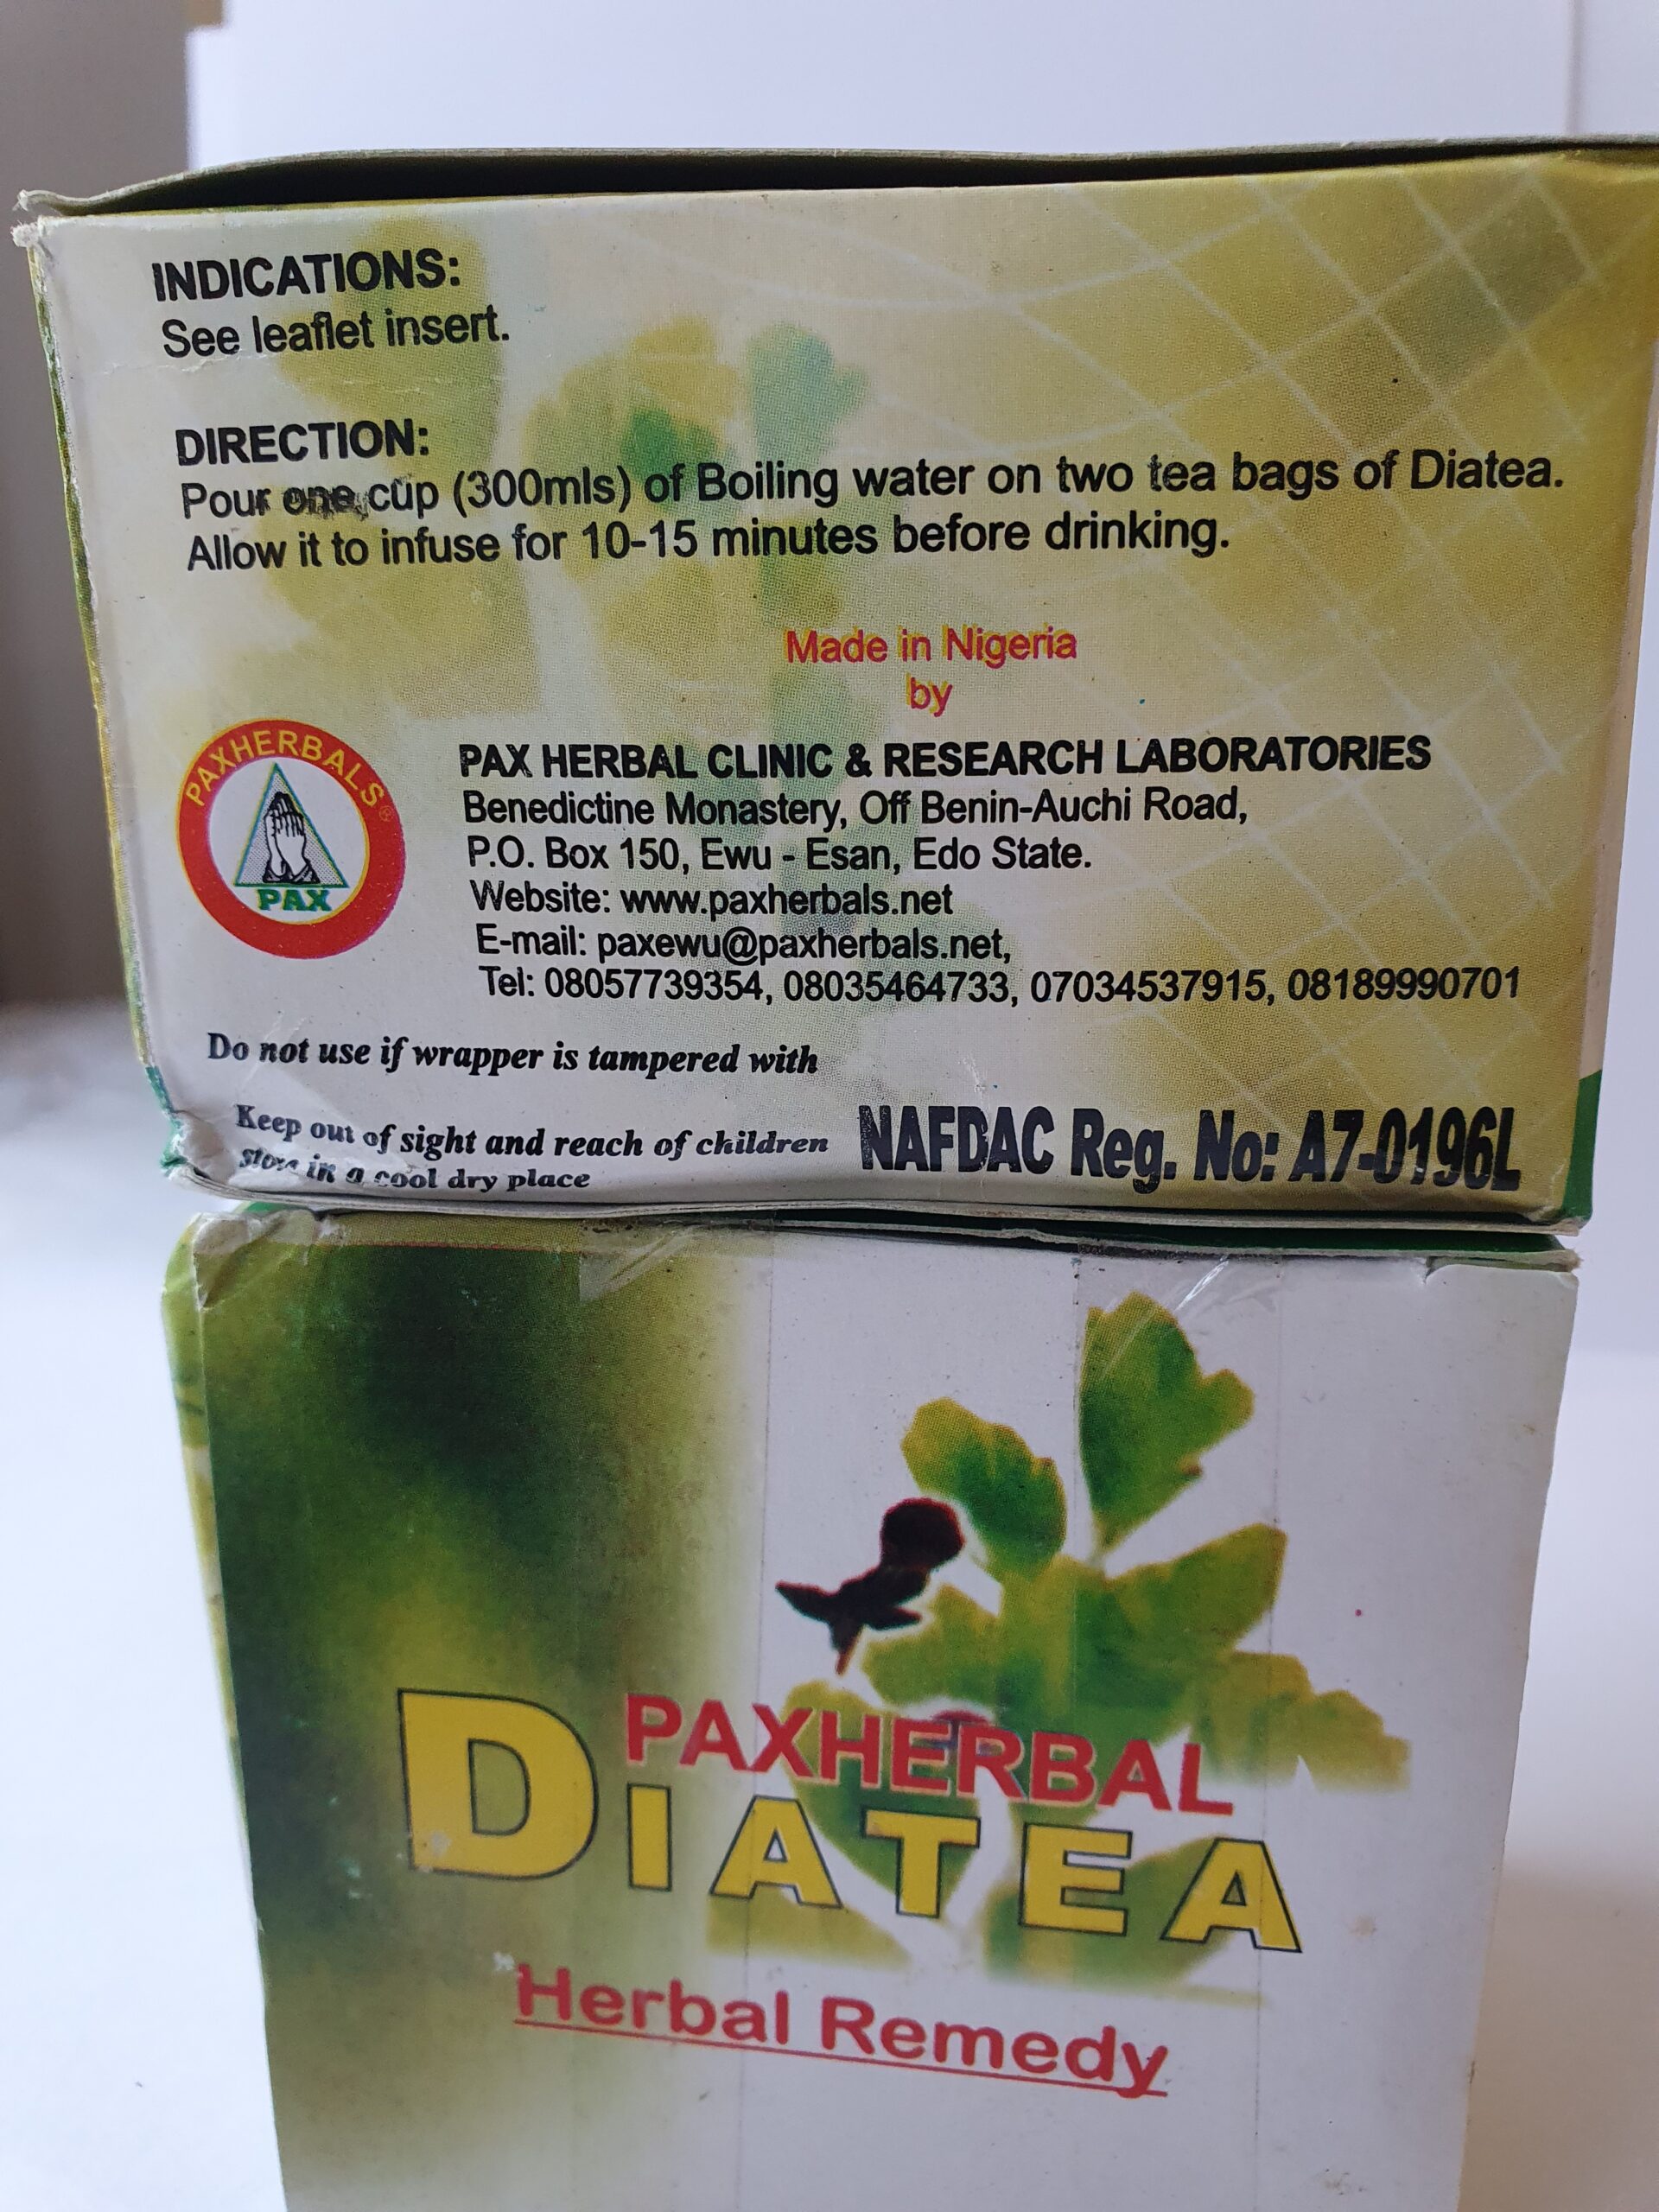 INDICATIONS:
See leaflet insert.
DIRECTION:
Pour one cup (300mls) of Boiling water on two tea bags of Diatea.
Allow it to infuse for 10-15 minutes before drinking.
Made in Nigeria
by
PAXHERBALS®
PAX
PAX HERBAL CLINIC & RESEARCH LABORATORIES
Benedictine Monastery, Off Benin-Auchi Road,
P.O. Box 150, Ewu - Esan, Edo State.
Website: www.paxherbals.net
E-mail: paxewu@paxherbals.net,
Tel: 08057739354, 08035464733, 07034537915, 08189990701
Do not use if wrapper is tampered with
Keep out of sight and reach of children
store in a cool dry place
NAFDAC Reg. No: A7-0196L
PAXHERBAL
DIATEA
Herbal Remedy